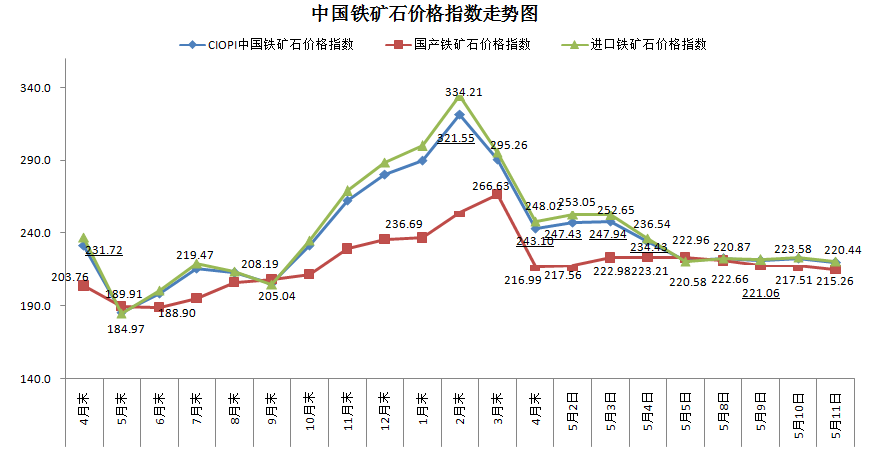 中国铁矿石价格指数走势图
CIOPI中国铁矿石价格指数 国产铁矿石价格指数 进口铁矿石价格指数
340.0
290.0
240.0
190.0
140.0
334.21
321.55
295.26
266.63
248.02
253.05
252.65
236.54
222.96
220.87
223.58
220.44
231.72
219.47
208.19
236.69
243.10
247.43
247.94
234.43
203.76
189.91
205.04
216.99
217.56
222.98
223.21
220.58
222.66
221.06
217.51
215.26
184.97
188.90
4月末
5月末
6月末
7月末
8月末
9月末
10月末
11月末
12月末
1月末
2月末
3月末
4月末
5月2日
5月3日
5月4日
5月5日
5月8日
5月9日
5月10日
5月11日